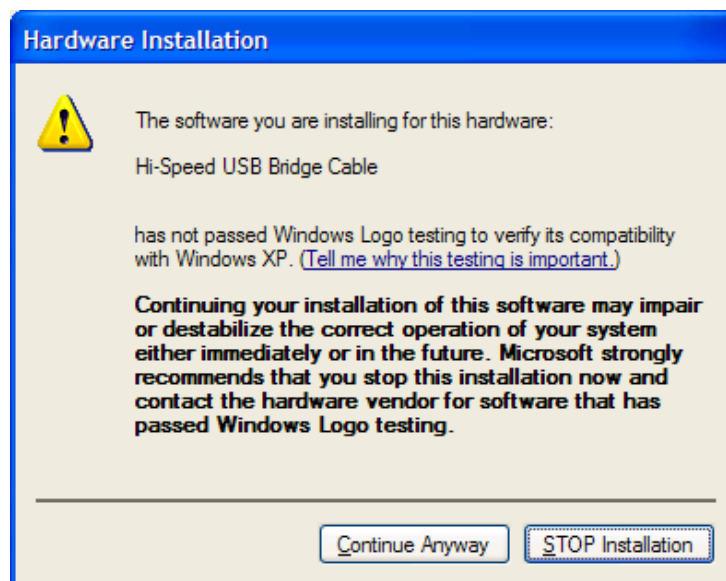 Hardware Installation
The software you are installing for this hardware:
Hi-Speed USB Bridge Cable
has not passed Windows Logo testing to verify its compatibility
with Windows XP. (Tell me why this testing is important.)
Continuing your installation of this software may impair
or destabilize the correct operation of your system
either immediately or in the future. Microsoft strongly
recommends that you stop this installation now and
contact the hardware vendor for software that has
passed Windows Logo testing.
Continue Anyway
STOP Installation